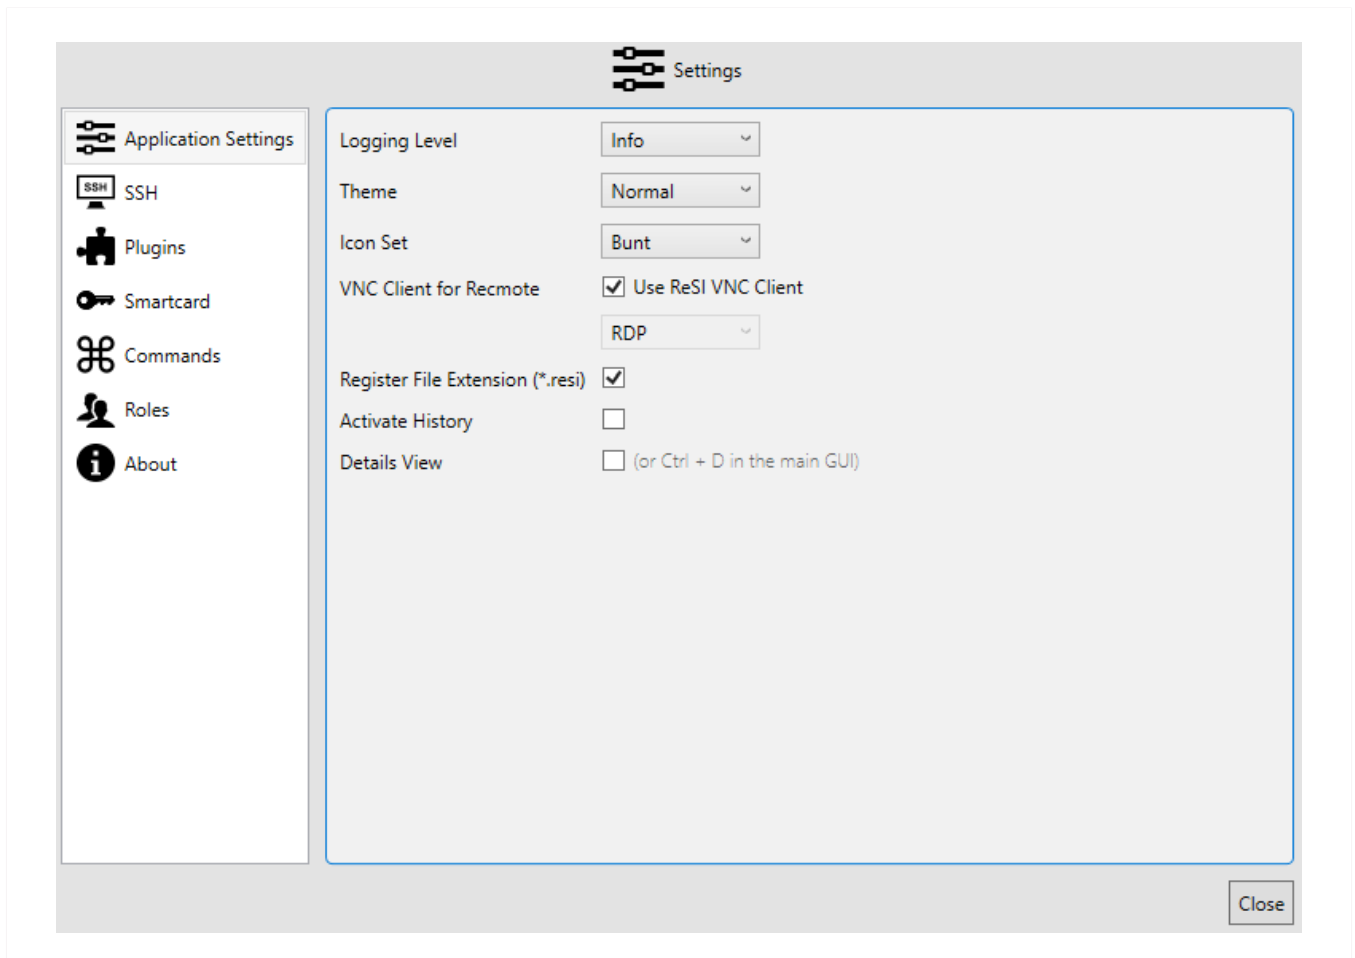 Settings
Application Settings
SSH
SSH
Plugins
Smartcard
Commands
Roles
About
Logging Level
Info
Theme
Normal
Icon Set
Bunt
VNC Client for Recmote
Use ReSI VNC Client
RDP
Register File Extension (*.resi)
Activate History
Details View
(or Ctrl + D in the main GUI)
Close